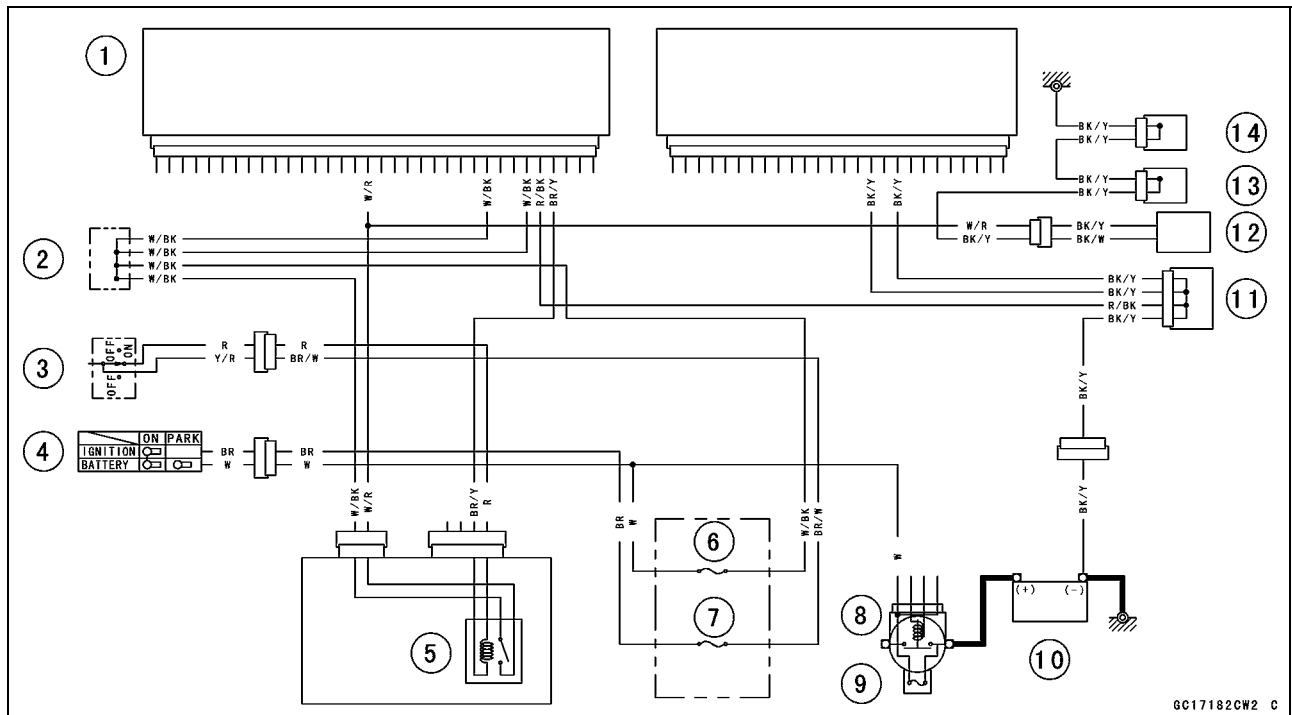 1
14
BK/Y
BK/Y
13
BK/Y
BK/Y
W/R
W/BK
W/BK
R/BK
BR/Y
BK/Y
BK/Y
2
W/BK
W/BK
W/BK
W/BK
W/R
BK/Y
BK/Y
BK/W
12
BK/Y
BK/Y
R/BK
BK/Y
11
3
OFF
OFF
ON
R
Y/R
R
BR/W
BK/Y
4
ON PARK
IGNITION
BATTERY
BR
W
BR
W
W/BK
W/R
BR/Y
R
BR
W
W/BK
BR/W
W
BK/Y
6
7
5
8
9
(+) (-)
10
GC17182CW2 C